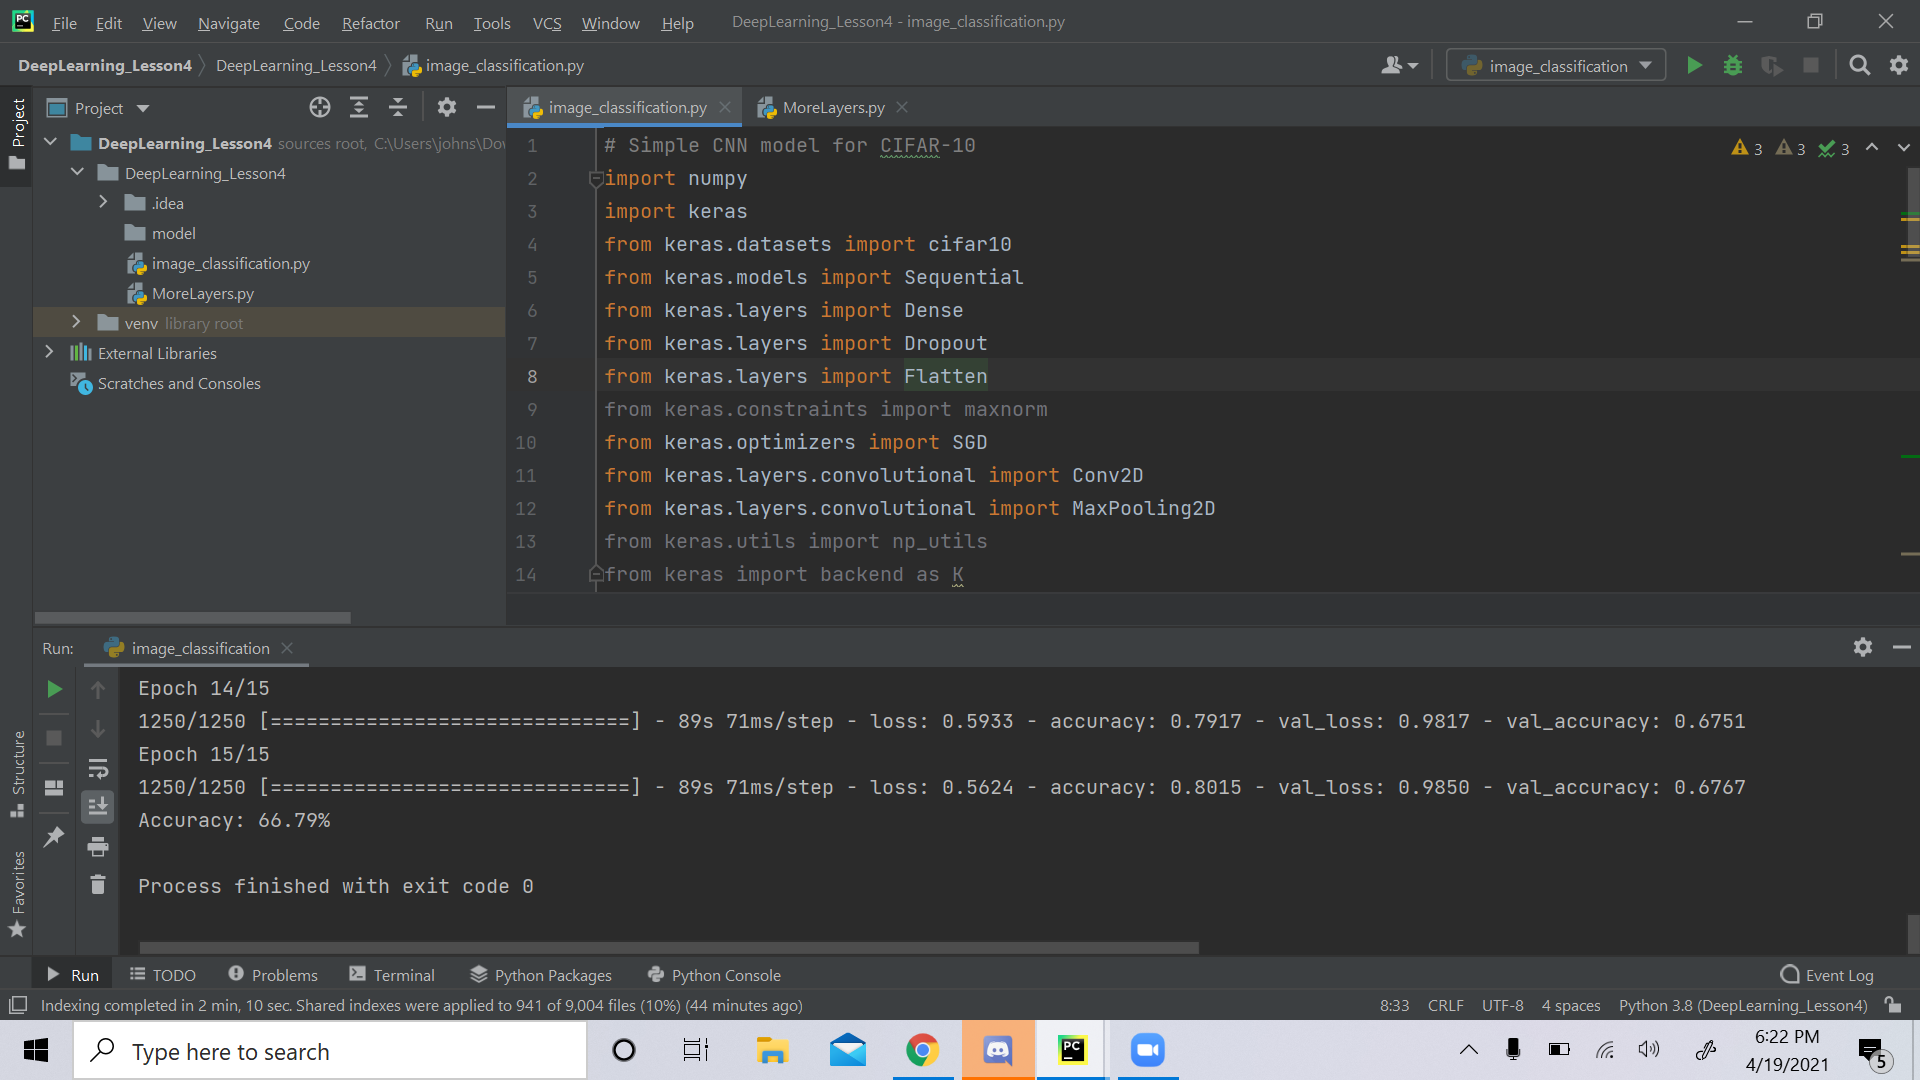 File Edit View Navigate Code Refactor Run Tools VCS Window Help DeepLearning_Lesson4 - image_classification.py
DeepLearning_Lesson4 DeepLearning_Lesson4 image_classification.py image_classification
Project
Project
image_classification.py MoreLayers.py
DeepLearning_Lesson4 sources root, C:\Users\johns\Dov
DeepLearning_Lesson4
.idea
model
image_classification.py
MoreLayers.py
venv library root
External Libraries
Scratches and Consoles
3 3 3
1 # Simple CNN model for CIFAR-10
2 import numpy
3 import keras
4 from keras.datasets import cifar10
5 from keras.models import Sequential
6 from keras.layers import Dense
7 from keras.layers import Dropout
8 from keras.layers import Flatten
9 from keras.constraints import maxnorm
10 from keras.optimizers import SGD
11 from keras.layers.convolutional import Conv2D
12 from keras.layers.convolutional import MaxPooling2D
13 from keras.utils import np_utils
14 from keras import backend as K
Run: image_classification
Epoch 14/15
1250/1250 [==============================] - 89s 71ms/step - loss: 0.5933 - accuracy: 0.7917 - val_loss: 0.9817 - val_accuracy: 0.6751
Epoch 15/15
1250/1250 [==============================] - 89s 71ms/step - loss: 0.5624 - accuracy: 0.8015 - val_loss: 0.9850 - val_accuracy: 0.6767
Accuracy: 66.79%
Process finished with exit code 0
Structure
Favorites
Run TODO Problems Terminal Python Packages Python Console Event Log
Indexing completed in 2 min, 10 sec. Shared indexes were applied to 941 of 9,004 files (10%) (44 minutes ago) 8:33 CRLF UTF-8 4 spaces Python 3.8 (DeepLearning_Lesson4)
Type here to search
PC
6:22 PM
4/19/2021
5